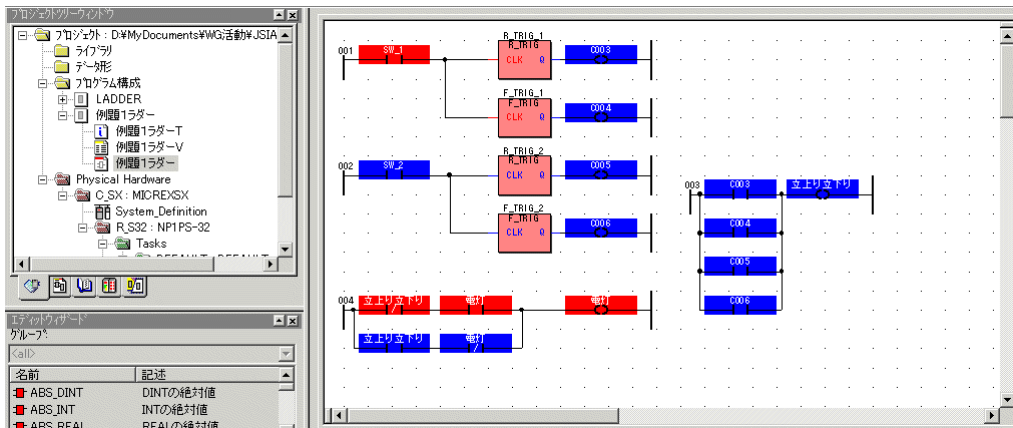 プロジェクトツリーウィンドウ
プロジェクト : D:¥MyDocuments¥WG活動¥JSIA
ライブラリ
データ形
プログラム構成
LADDER
例題1ラダー
例題1ラダーT
例題1ラダーV
例題1ラダー
Physical Hardware
C_SX : MICREXSX
System_Definition
R_S32 : NP1PS-32
Tasks
エディットウィザード
グループ:
<all>
名前 記述
ABS_DINT DINTの絶対値
ABS_INT INTの絶対値
ABS_REAL REALの絶対値
001 SW_1 R_TRIG_1
R_TRIG
CLK Q C003
F_TRIG_1
F_TRIG
CLK Q C004
002 SW_2 R_TRIG_2
R_TRIG
CLK Q C005
F_TRIG_2
F_TRIG
CLK Q C006
003 C003 立上り立下り
C004
C005
C006
004 立上り立下り 電灯 電灯
立上り立下り 電灯